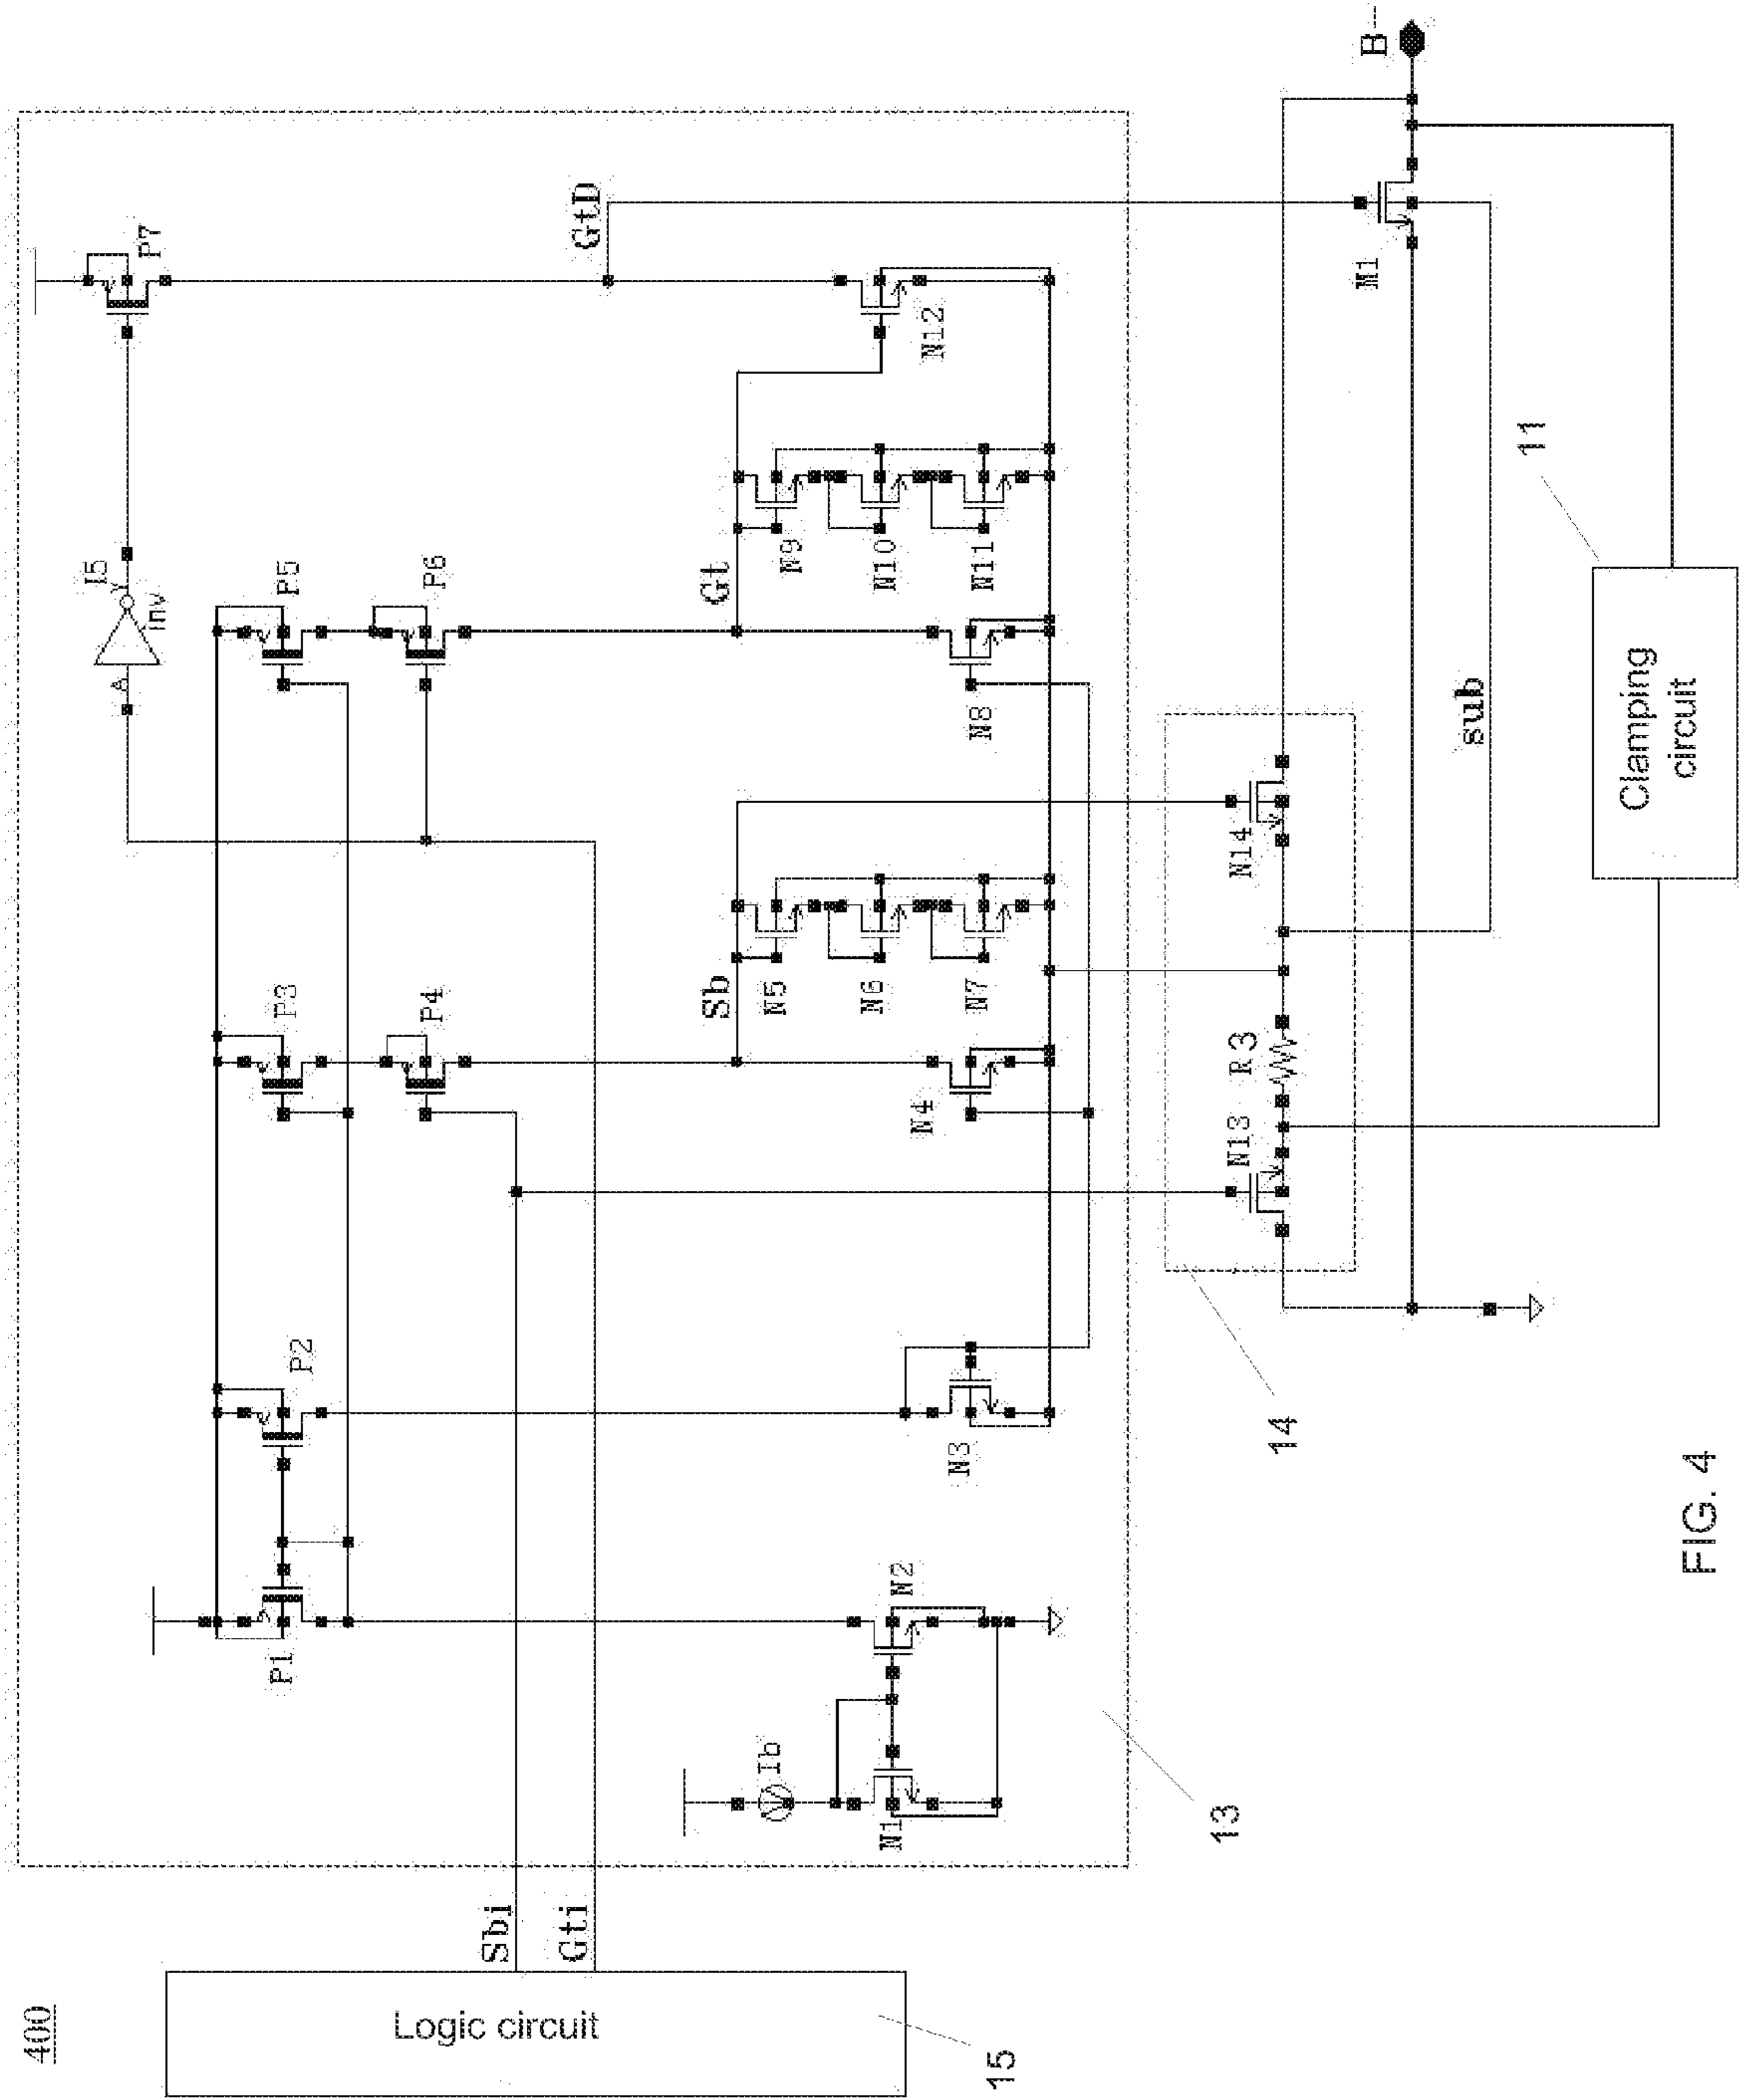 400
Logic circuit
15
Sbi
Gti
13
Ib
N1
N2
P1
P2
N3
P3
P4
Sb
N5
N6
N7
N4
I5
inv
A
Y
P5
P6
Gt
N9
N10
N11
N8
P7
GtD
N12
14
N13
R3
N14
sub
M1
B-
11
Clamping
circuit
FIG. 4